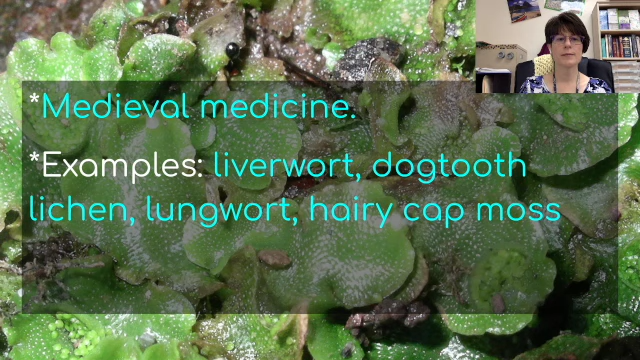 *Medieval medicine.
*Examples: liverwort, dogtooth
lichen, lungwort, hairy cap moss